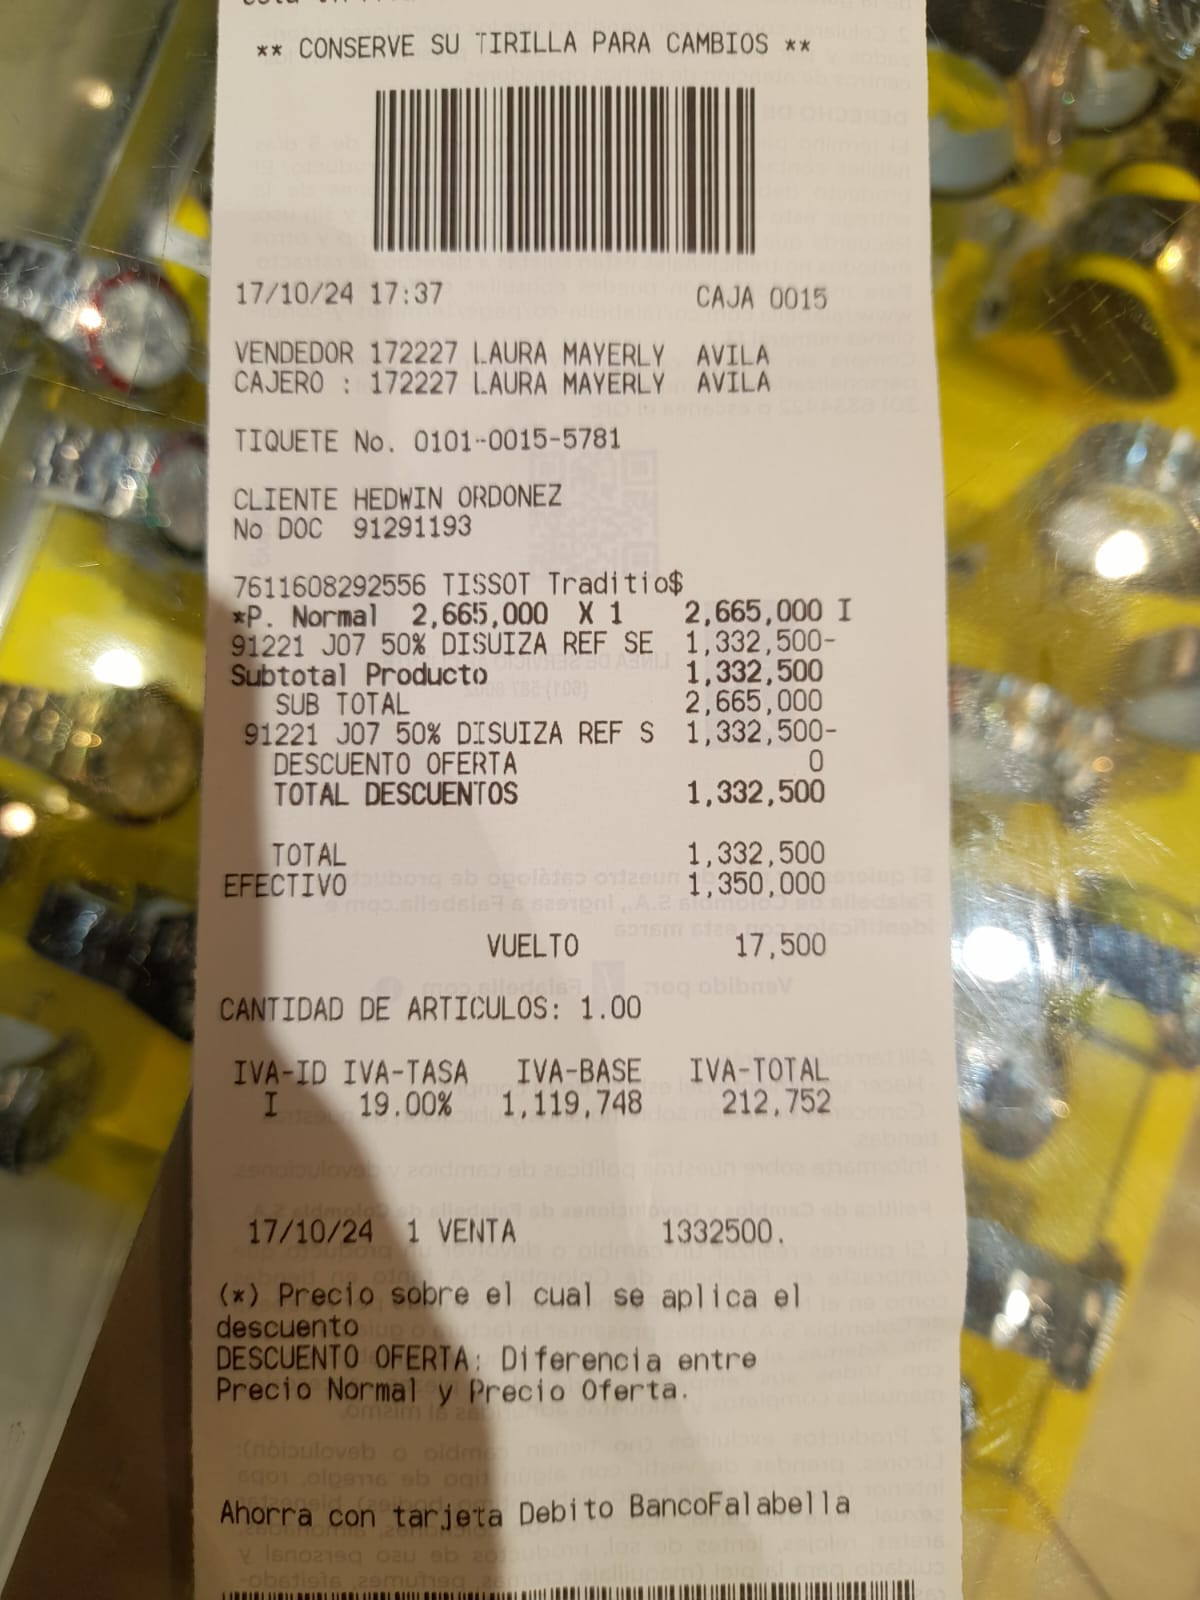 ** CONSERVE SU TIRILLA PARA CAMBIOS **
17/10/24 17:37 CAJA 0015
VENDEDOR 172227 LAURA MAYERLY AVILA
CAJERO : 172227 LAURA MAYERLY AVILA
TIQUETE No. 0101-0015-5781
CLIENTE HEDWIN ORDONEZ
No DOC 91291193
7611608292556 TISSOT Traditio$
*P. Normal 2,665,000 X 1 2,665,000 I
91221 J07 50% DISUIZA REF SE 1,332,500-
Subtotal Producto 1,332,500
SUB TOTAL 2,665,000
91221 J07 50% DISUIZA REF S 1,332,500-
DESCUENTO OFERTA 0
TOTAL DESCUENTOS 1,332,500
TOTAL 1,332,500
EFECTIVO 1,350,000
VUELTO 17,500
CANTIDAD DE ARTICULOS: 1.00
IVA-ID IVA-TASA IVA-BASE IVA-TOTAL
I 19.00% 1,119,748 212,752
17/10/24 1 VENTA 1332500.
(*) Precio sobre el cual se aplica el
descuento
DESCUENTO OFERTA: Diferencia entre
Precio Normal y Precio Oferta.
Ahorra con tarjeta Debito BancoFalabella